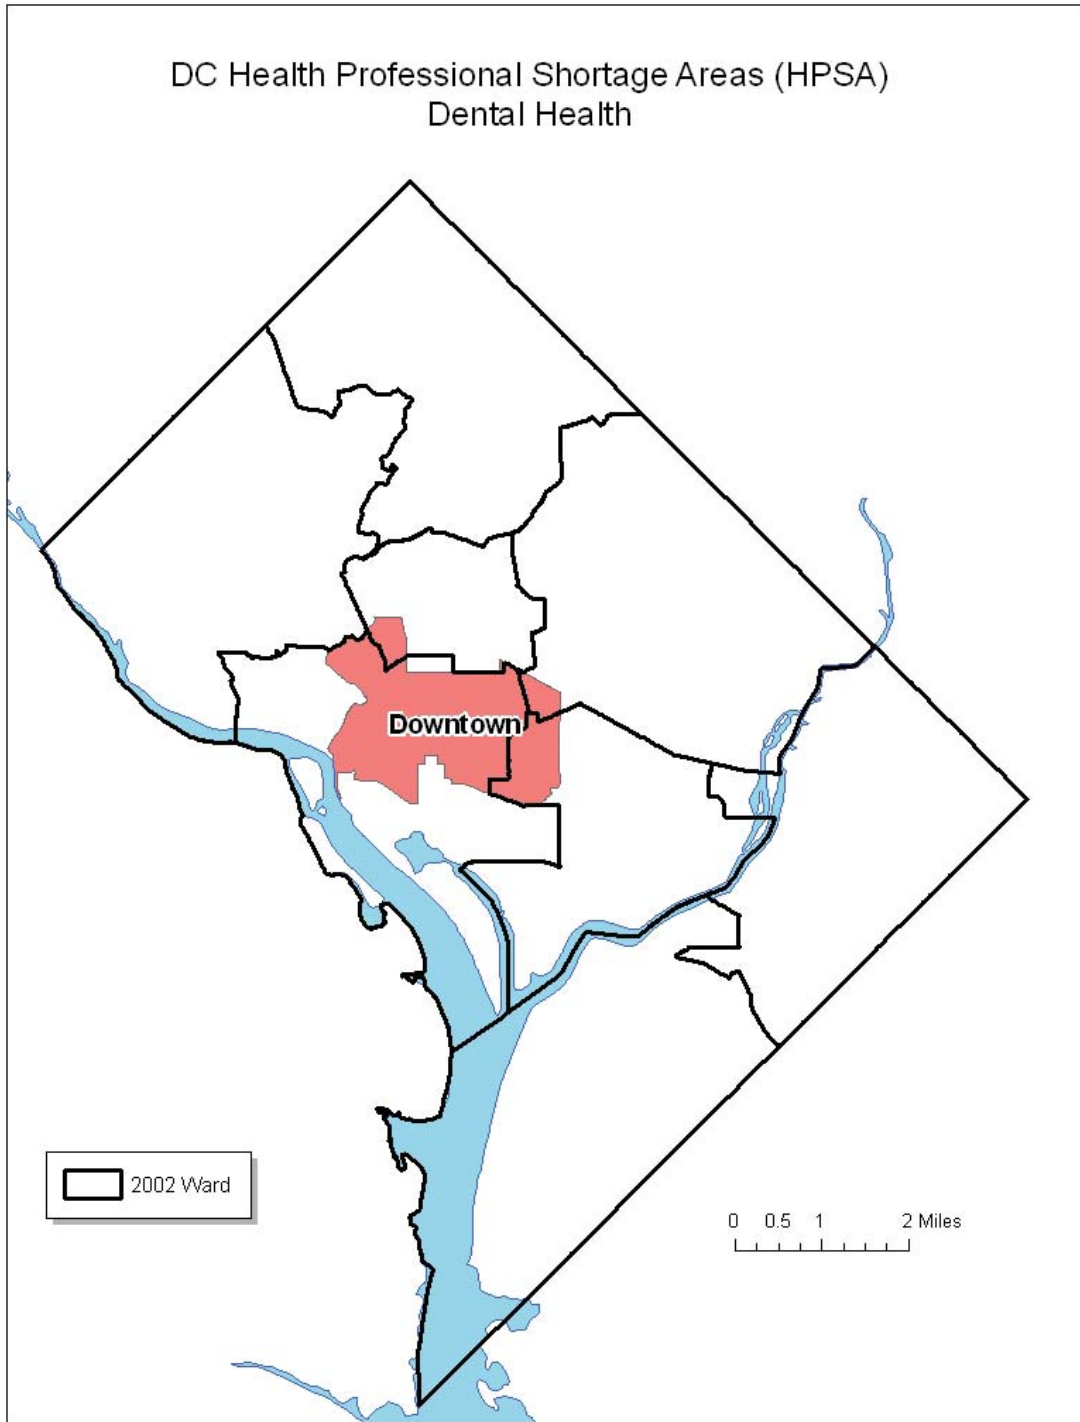 DC Health Professional Shortage Areas (HPSA)
Dental Health
Downtown
2002 Ward
0 0.5 1 2 Miles